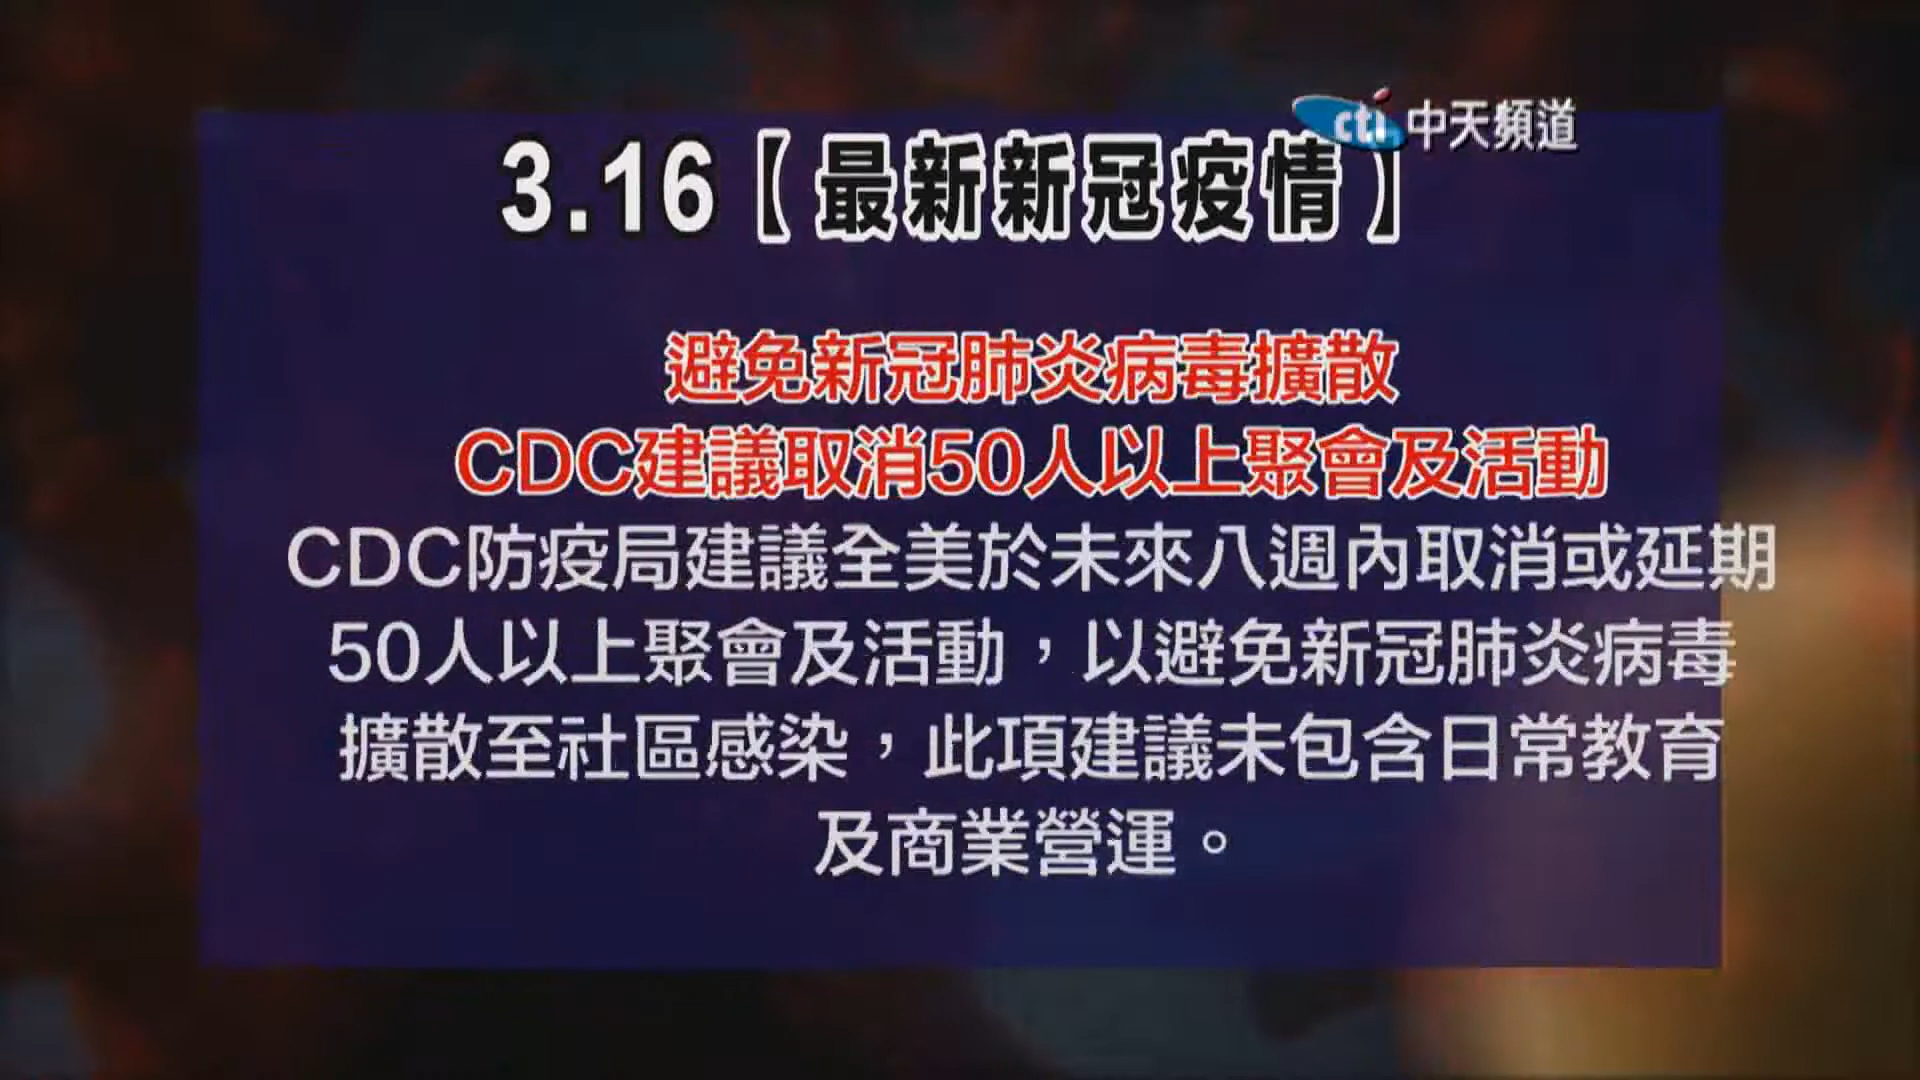 cti 中天頻道
3.16【最新新冠疫情】
避免新冠肺炎病毒擴散
CDC建議取消50人以上聚會及活動
CDC防疫局建議全美於未來八週內取消或延期
50人以上聚會及活動，以避免新冠肺炎病毒
擴散至社區感染，此項建議未包含日常教育
及商業營運。